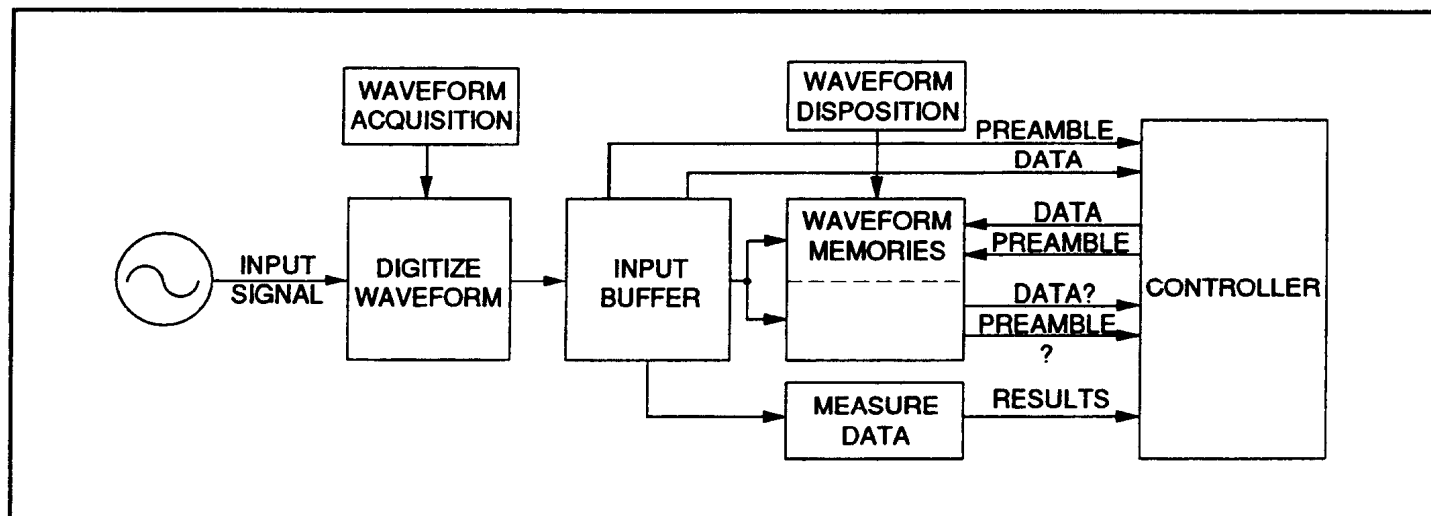 WAVEFORM
ACQUISITION
WAVEFORM
DISPOSITION
PREAMBLE
DATA
INPUT
SIGNAL
DIGITIZE
WAVEFORM
INPUT
BUFFER
WAVEFORM
MEMORIES
DATA
PREAMBLE
DATA?
PREAMBLE
?
CONTROLLER
MEASURE
DATA
RESULTS